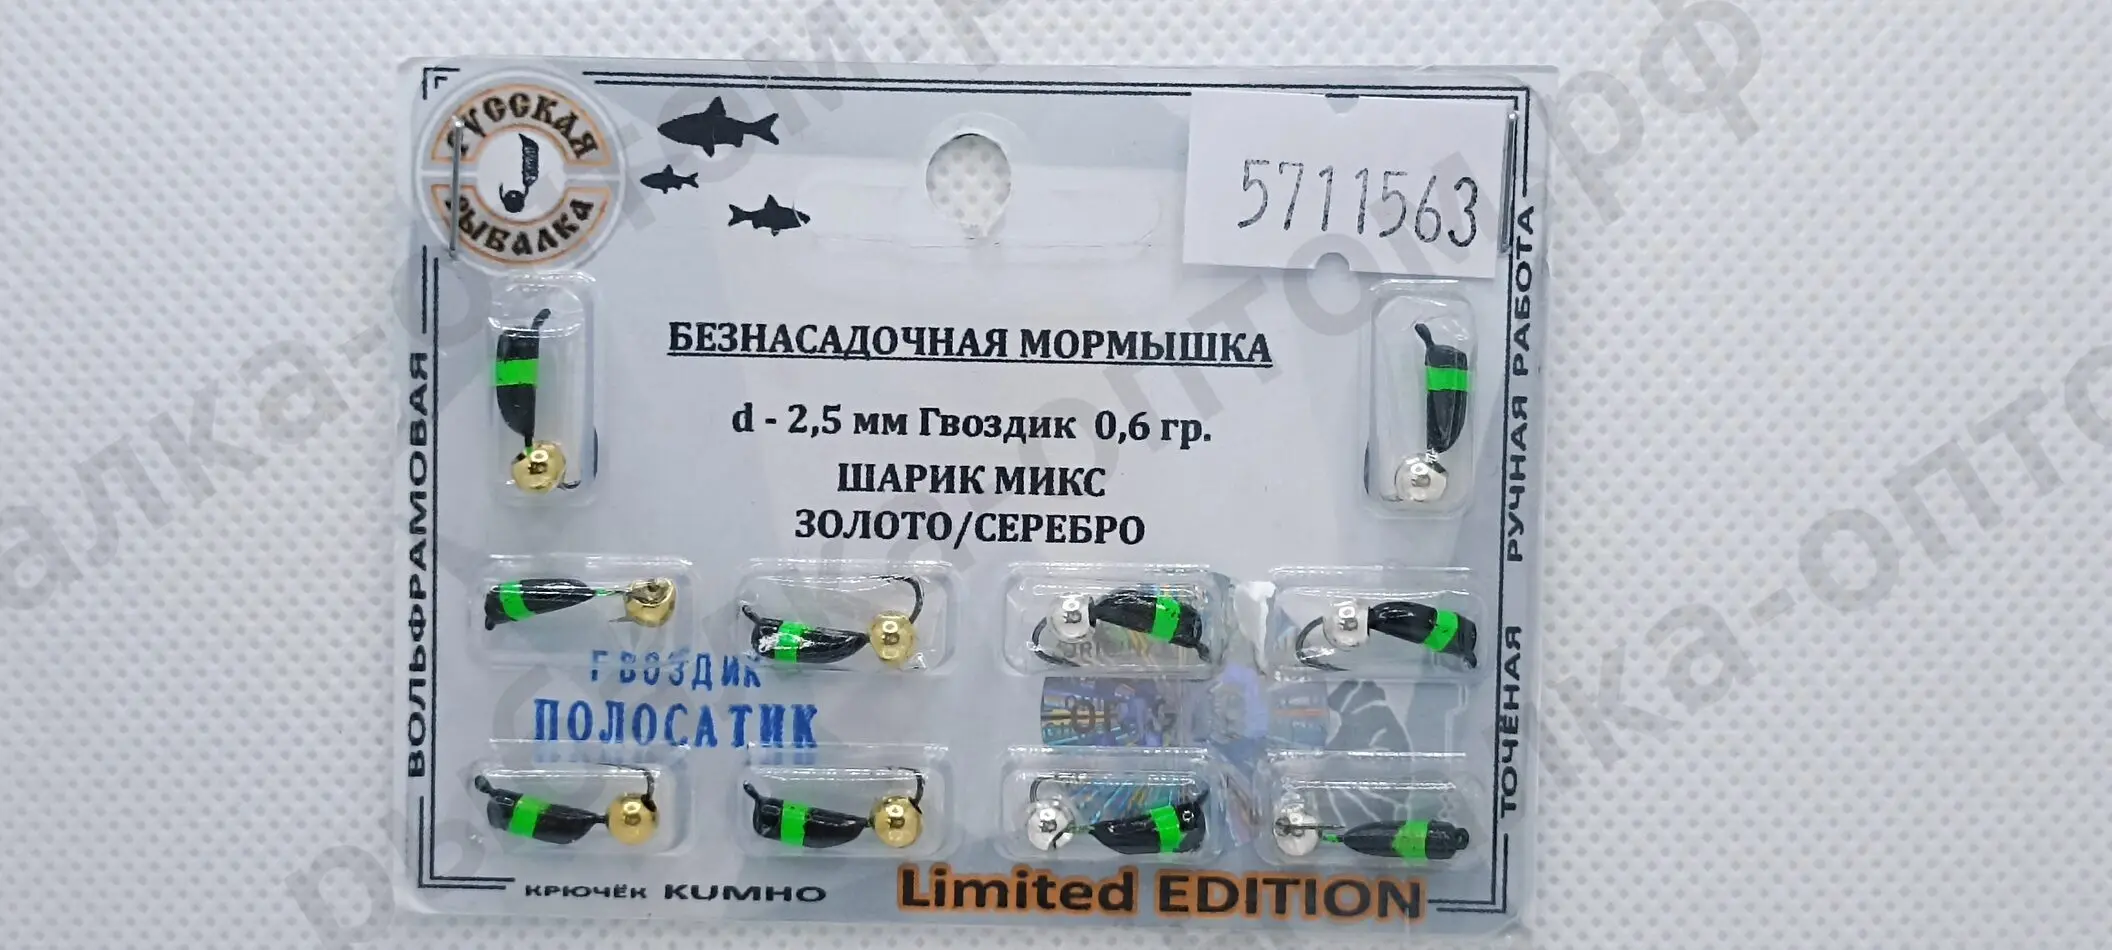 РУССКАЯ
РЫБАЛКА
5711563
БЕЗНАСАДОЧНАЯ МОРМЫШКА
d - 2,5 мм Гвоздик 0,6 гр.
ШАРИК МИКС
ЗОЛОТО/СЕРЕБРО
ВОЛЬФРАМОВАЯ
ТОЧЁНАЯ РУЧНАЯ РАБОТА
ГВОЗДИК
ПОЛОСАТИК
КРЮЧЁК KUMHO
Limited EDITION